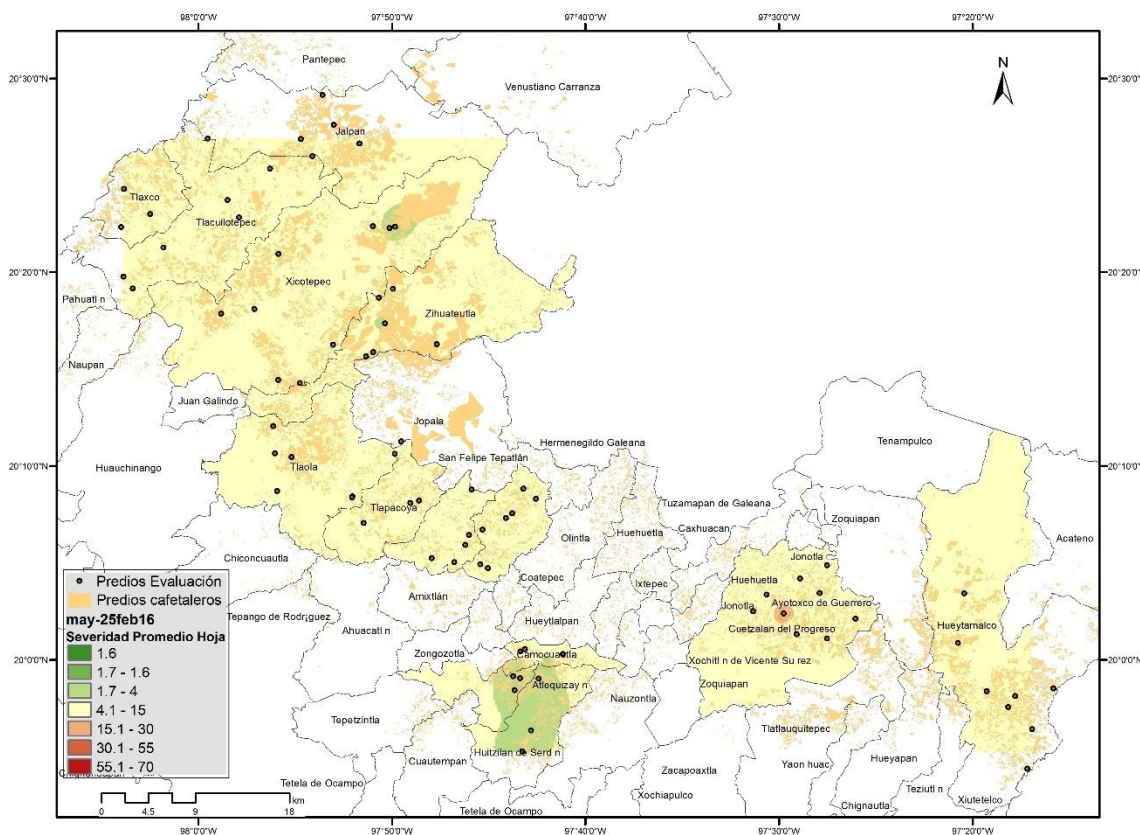 98°0'0"W 97°50'0"W 97°40'0"W 97°30'0"W 97°20'0"W
Pantepec
20°30'0"N
20°30'0"N
Venustiano Carranza
N
Jalpan
Tlaxco
Tlacuilotepec
20°20'0"N
20°20'0"N
Xicotepec
Pahuatl n
Zihuateutla
Naupan
Juan Galindo
Jopala
Hermenegildo Galeana
Tenampulco
San Felipe Tepatlán
Huauchinango
Tlaola
20°10'0"N
20°10'0"N
Tlapacoya
Tuzamapan de Galeana
Zoquiapan
Caxhuacan
Olintla
Huehuetla
Acateno
Chiconcuautla
Jonotla
Coatepec
Ixtepec
Huehuetla
Amixtlán
Jonotla
Ayotoxco de Guerrero
Tepango de Rodríguez
Hueytlalpan
Ahuacatl n
Cuetzalan del Progreso
Hueytamalco
Zongozotla
Camocuautla
20°0'0"N
20°0'0"N
Xochitl n de Vicente Su rez
Atlequizay n
Zoquiapan
Nauzontla
Tepetzintla
Tlatlauquitepec
Huitzilan de Serd n
Cuautempan
Yaon huac
Hueyapan
Zacapoaxtla
Teziutl n
Tetela de Ocampo
Xochiapulco
Chignautla
Xiutetelco
Tetela de Ocampo
Predios Evaluación
Predios cafetaleros
may-25feb16
Severidad Promedio Hoja
1.6
1.7 - 1.6
1.7 - 4
4.1 - 15
15.1 - 30
30.1 - 55
55.1 - 70
km
0 4.5 9 18
98°0'0"W 97°50'0"W 97°40'0"W 97°30'0"W 97°20'0"W